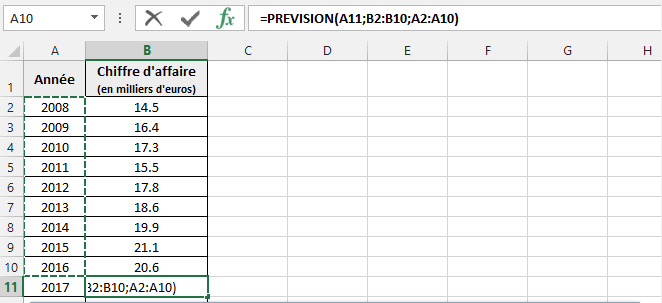 A10 fx =PREVISION(A11;B2:B10;A2:A10)
A B C D E F G H
1 Année Chiffre d'affaire
(en milliers d'euros)
2 2008 14.5
3 2009 16.4
4 2010 17.3
5 2011 15.5
6 2012 17.8
7 2013 18.6
8 2014 19.9
9 2015 21.1
10 2016 20.6
11 2017 B2:B10;A2:A10)